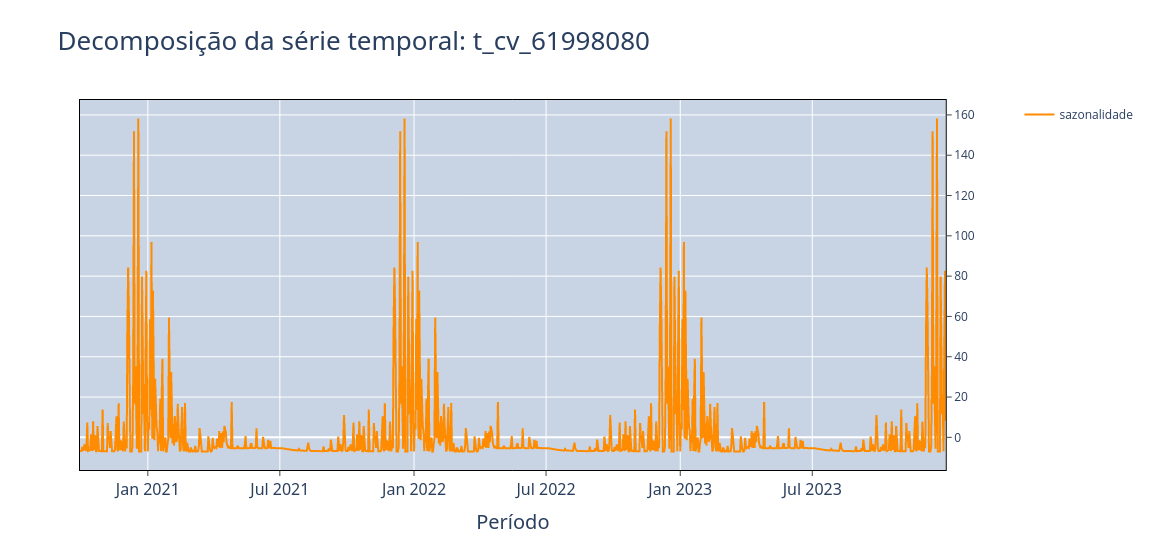 Decomposição da série temporal: t_cv_61998080
sazonalidade
160
140
120
100
80
60
40
20
0
Jan 2021
Jul 2021
Jan 2022
Jul 2022
Jan 2023
Jul 2023
Período